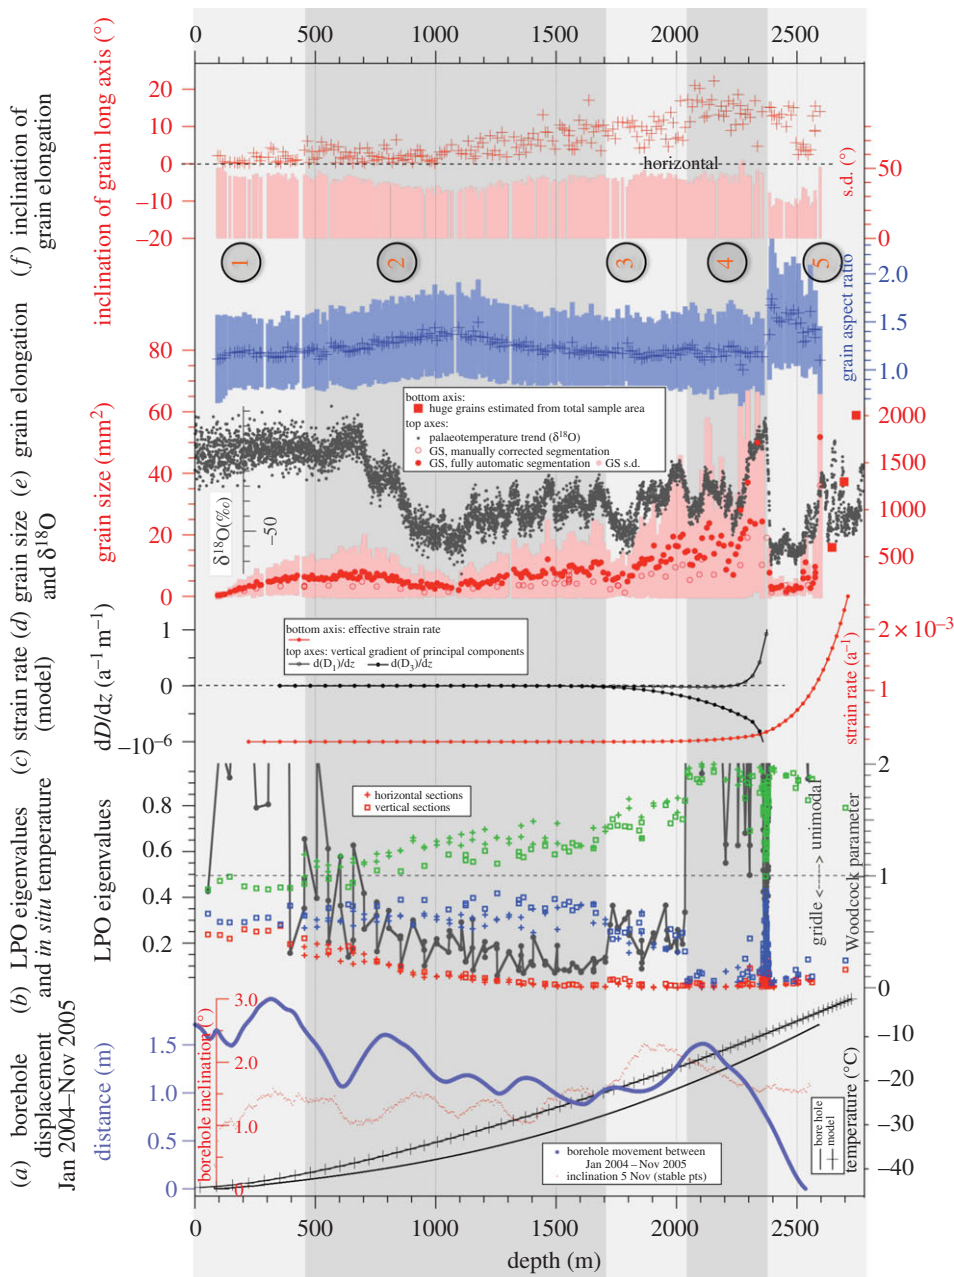 0 500 1000 1500 2000 2500
(f) inclination of
grain elongation
inclination of grain long axis (°)
20
10
0
−10
−20
horizontal
s.d. (°)
50
0
1 2 3 4 5
(e) grain elongation
grain aspect ratio
2.0
1.5
1.0
(d) grain size
and δ18O
grain size (mm2)
80
60
40
20
0
δ18O(‰)
−50
bottom axis:
huge grains estimated from total sample area
top axes:
palaeotemperature trend (δ18O)
GS, manually corrected segmentation
GS, fully automatic segmentation GS s.d.
2000
1500
1000
500
(c) strain rate
(model)
dD/dz (a−1 m−1)
1
0
−10−6
bottom axis: effective strain rate
top axes: vertical gradient of principal components
d(D1)/dz d(D3)/dz
strain rate (a−1)
2 × 10−3
1
(b) LPO eigenvalues
and in situ temperature
LPO eigenvalues
0.8
0.6
0.4
0.2
horizontal sections
vertical sections
gridle <-----> unimodal
Woodcock parameter
2
1
0
(a) borehole
displacement
Jan 2004–Nov 2005
distance (m)
1.5
1.0
0.5
0
borehole inclination (°)
3.0
2.0
1.0
0
borehole movement between
Jan 2004 – Nov 2005
inclination 5 Nov (stable pts)
bore hole
model
temperature (°C)
−10
−20
−30
−40
0 500 1000 1500 2000 2500
depth (m)